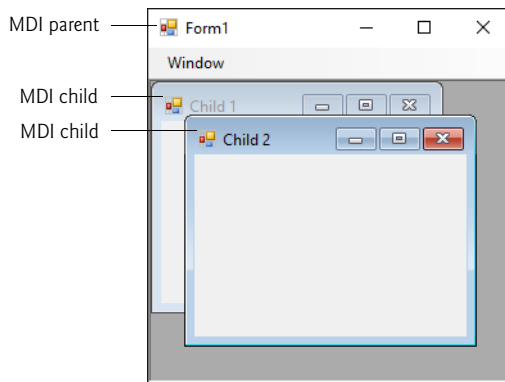 MDI parent
Form1
Window
MDI child
Child 1
MDI child
Child 2